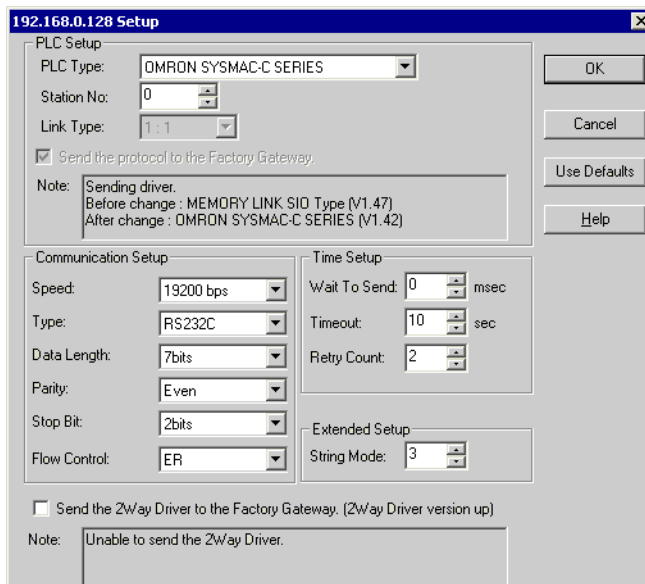 192.168.0.128 Setup
PLC Setup
PLC Type: OMRON SYSMAC-C SERIES
Station No: 0
Link Type: 1 : 1
Send the protocol to the Factory Gateway.
Note: Sending driver.
Before change : MEMORY LINK SIO Type (V1.47)
After change : OMRON SYSMAC-C SERIES (V1.42)
OK
Cancel
Use Defaults
Help
Communication Setup
Speed: 19200 bps
Type: RS232C
Data Length: 7bits
Parity: Even
Stop Bit: 2bits
Flow Control: ER
Time Setup
Wait To Send: 0 msec
Timeout: 10 sec
Retry Count: 2
Extended Setup
String Mode: 3
Send the 2Way Driver to the Factory Gateway. (2Way Driver version up)
Note: Unable to send the 2Way Driver.